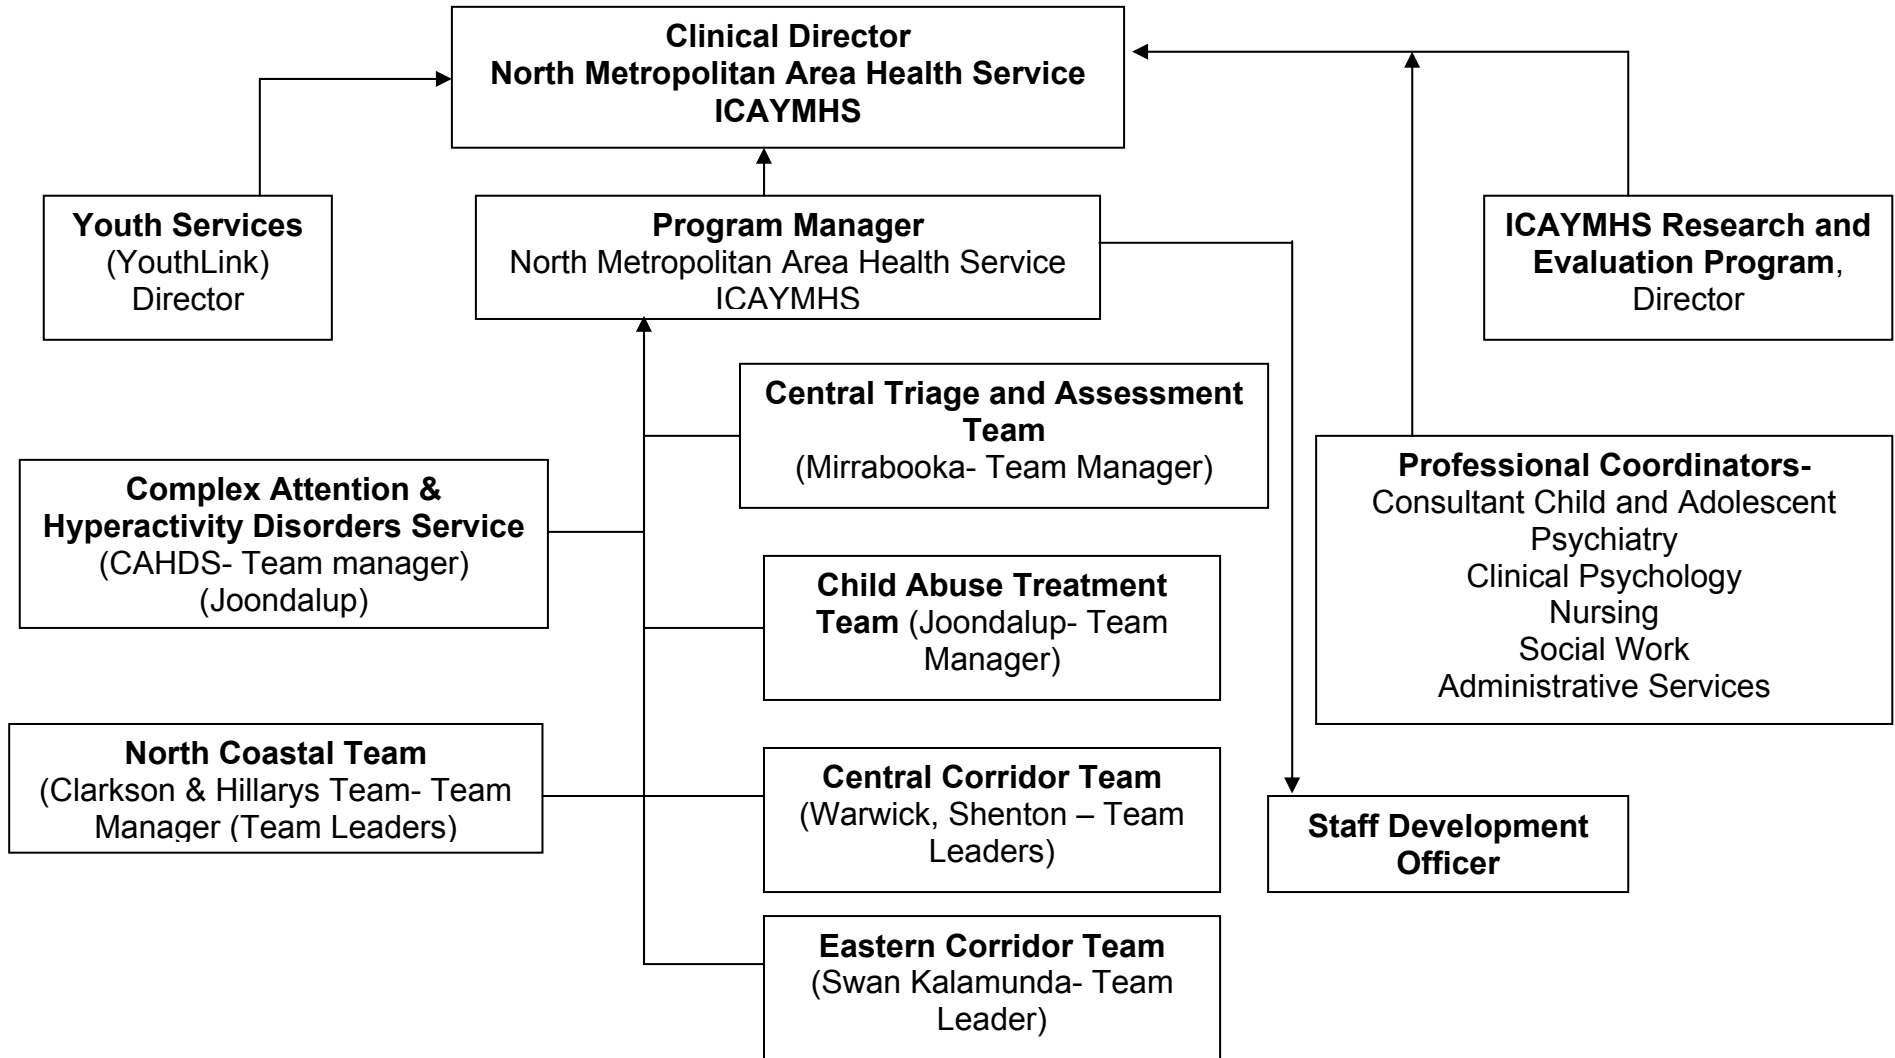 Clinical Director
North Metropolitan Area Health Service
ICAYMHS
Youth Services
(YouthLink)
Director
Program Manager
North Metropolitan Area Health Service
ICAYMHS
ICAYMHS Research and
Evaluation Program,
Director
Central Triage and Assessment
Team
(Mirrabooka- Team Manager)
Complex Attention &
Hyperactivity Disorders Service
(CAHDS- Team manager)
(Joondalup)
Professional Coordinators-
Consultant Child and Adolescent
Psychiatry
Clinical Psychology
Nursing
Social Work
Administrative Services
Child Abuse Treatment
Team (Joondalup- Team
Manager)
North Coastal Team
(Clarkson & Hillarys Team- Team
Manager (Team Leaders)
Central Corridor Team
(Warwick, Shenton – Team
Leaders)
Staff Development
Officer
Eastern Corridor Team
(Swan Kalamunda- Team
Leader)